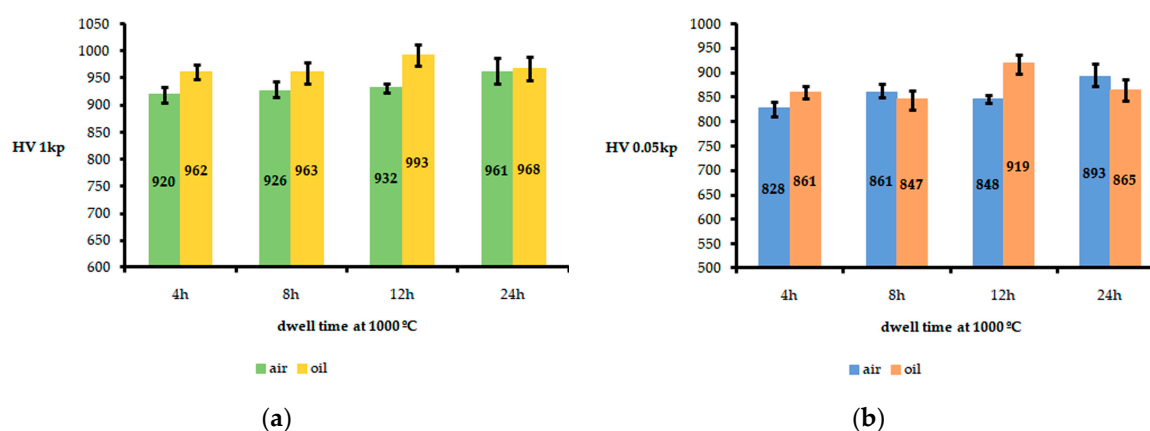 1050
1000
950
900
850
800
750
700
650
600
HV 1kp
920 962 926 963 932 993 961 968
4h 8h 12h 24h
dwell time at 1000 ºC
air oil
(a)
1000
950
900
850
800
750
700
650
600
550
500
HV 0.05kp
828 861 861 847 848 919 893 865
4h 8h 12h 24h
dwell time at 1000 ºC
air oil
(b)